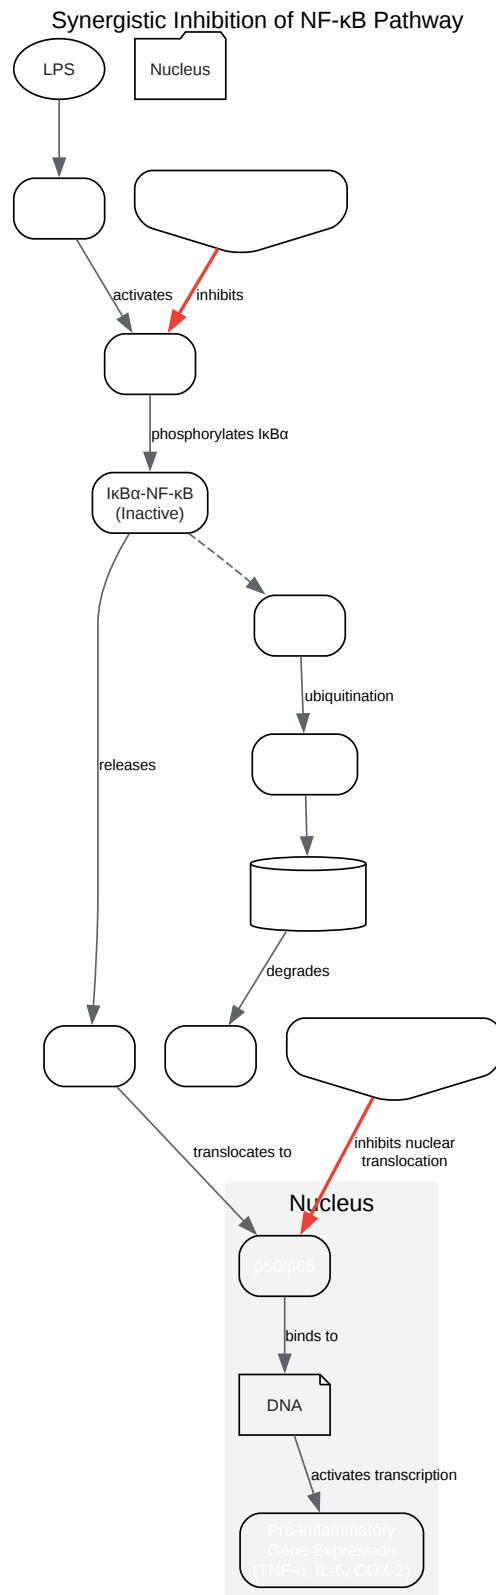 Synergistic Inhibition of NF-κB Pathway
LPS
Nucleus
activates
inhibits
phosphorylates IκBα
IκBα-NF-κB
(Inactive)
ubiquitination
releases
degrades
translocates to
inhibits nuclear
translocation
Nucleus
p50/p65
binds to
DNA
activates transcription
Pro-inflammatory
Gene Expression
(TNF-α, IL-6, COX-2)